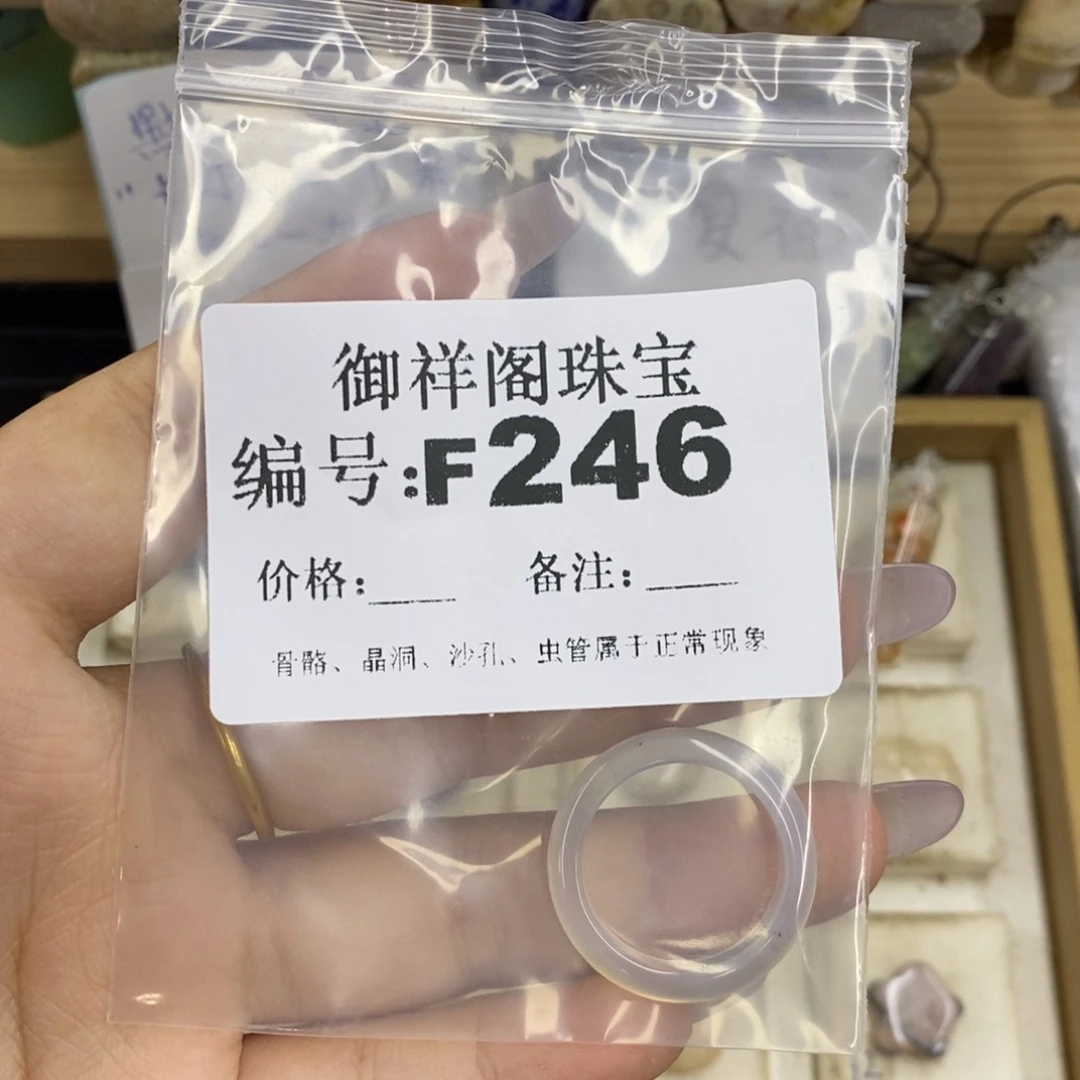 御祥阁珠宝
编号:F246
价格:____ 备注:____
骨骼、晶洞、沙孔、虫管属于正常现象